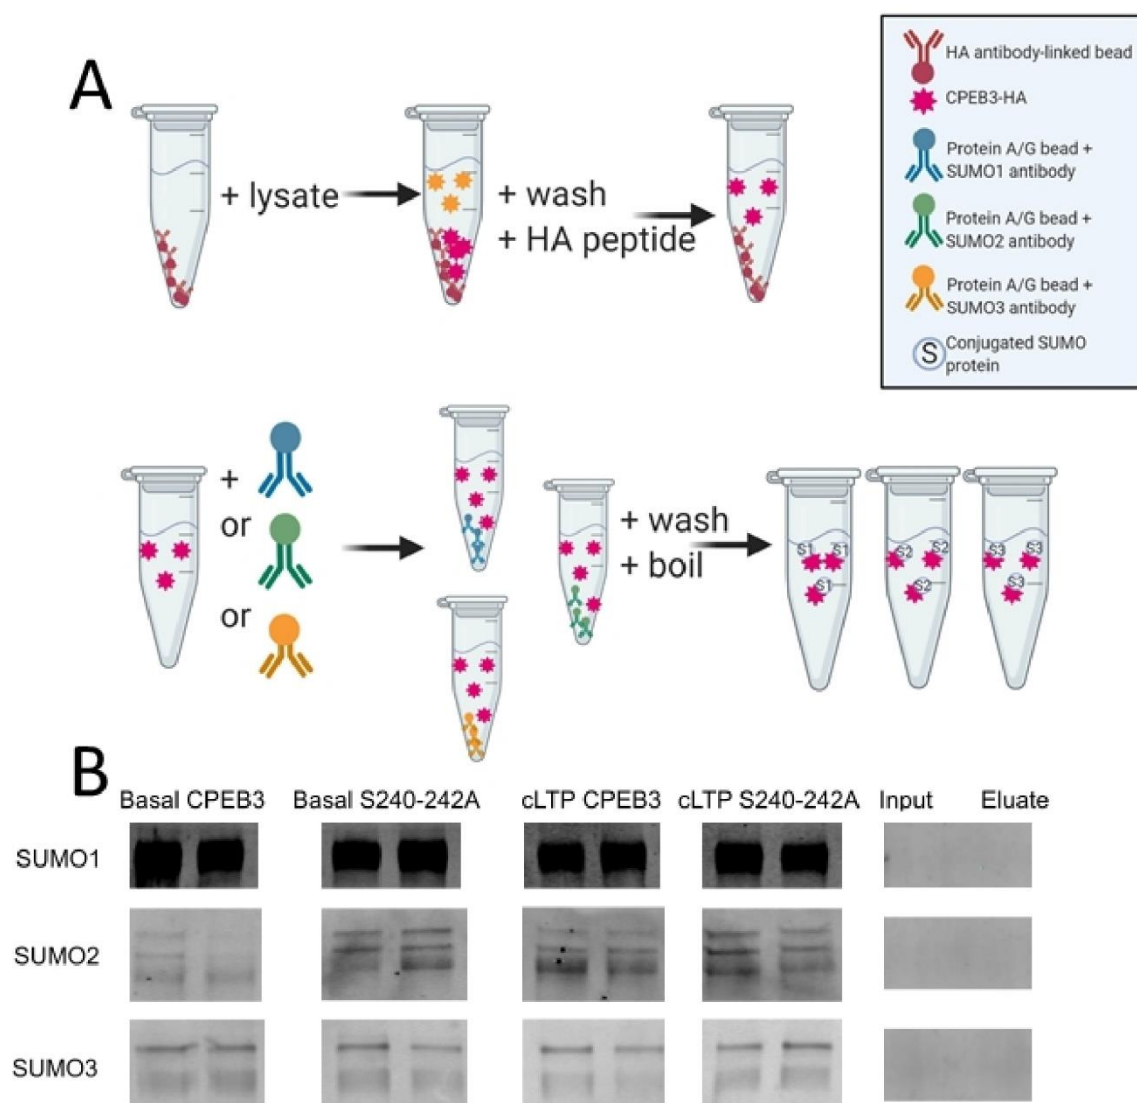 A
+ lysate
+ wash
+ HA peptide
HA antibody-linked bead
CPEB3-HA
Protein A/G bead +
SUMO1 antibody
Protein A/G bead +
SUMO2 antibody
Protein A/G bead +
SUMO3 antibody
S
Conjugated SUMO
protein
+
or
or
+ wash
+ boil
S1 S1
S1
S2 S2
S2
S3 S3
S3
B
Basal CPEB3 Basal S240-242A cLTP CPEB3 cLTP S240-242A Input Eluate
SUMO1
SUMO2
SUMO3